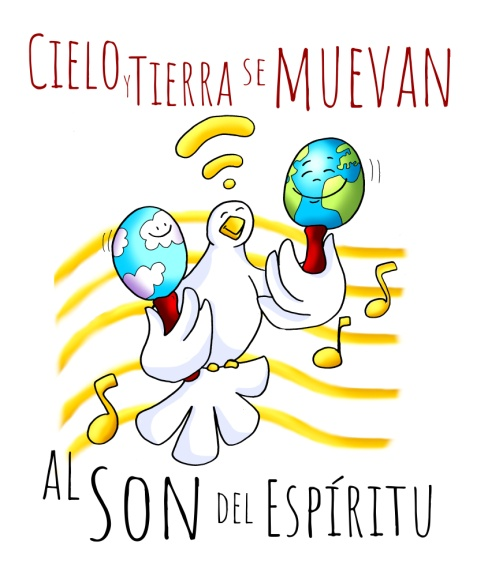 CIELO Y TIERRA SE MUEVAN
AL SON DEL ESPÍRITU